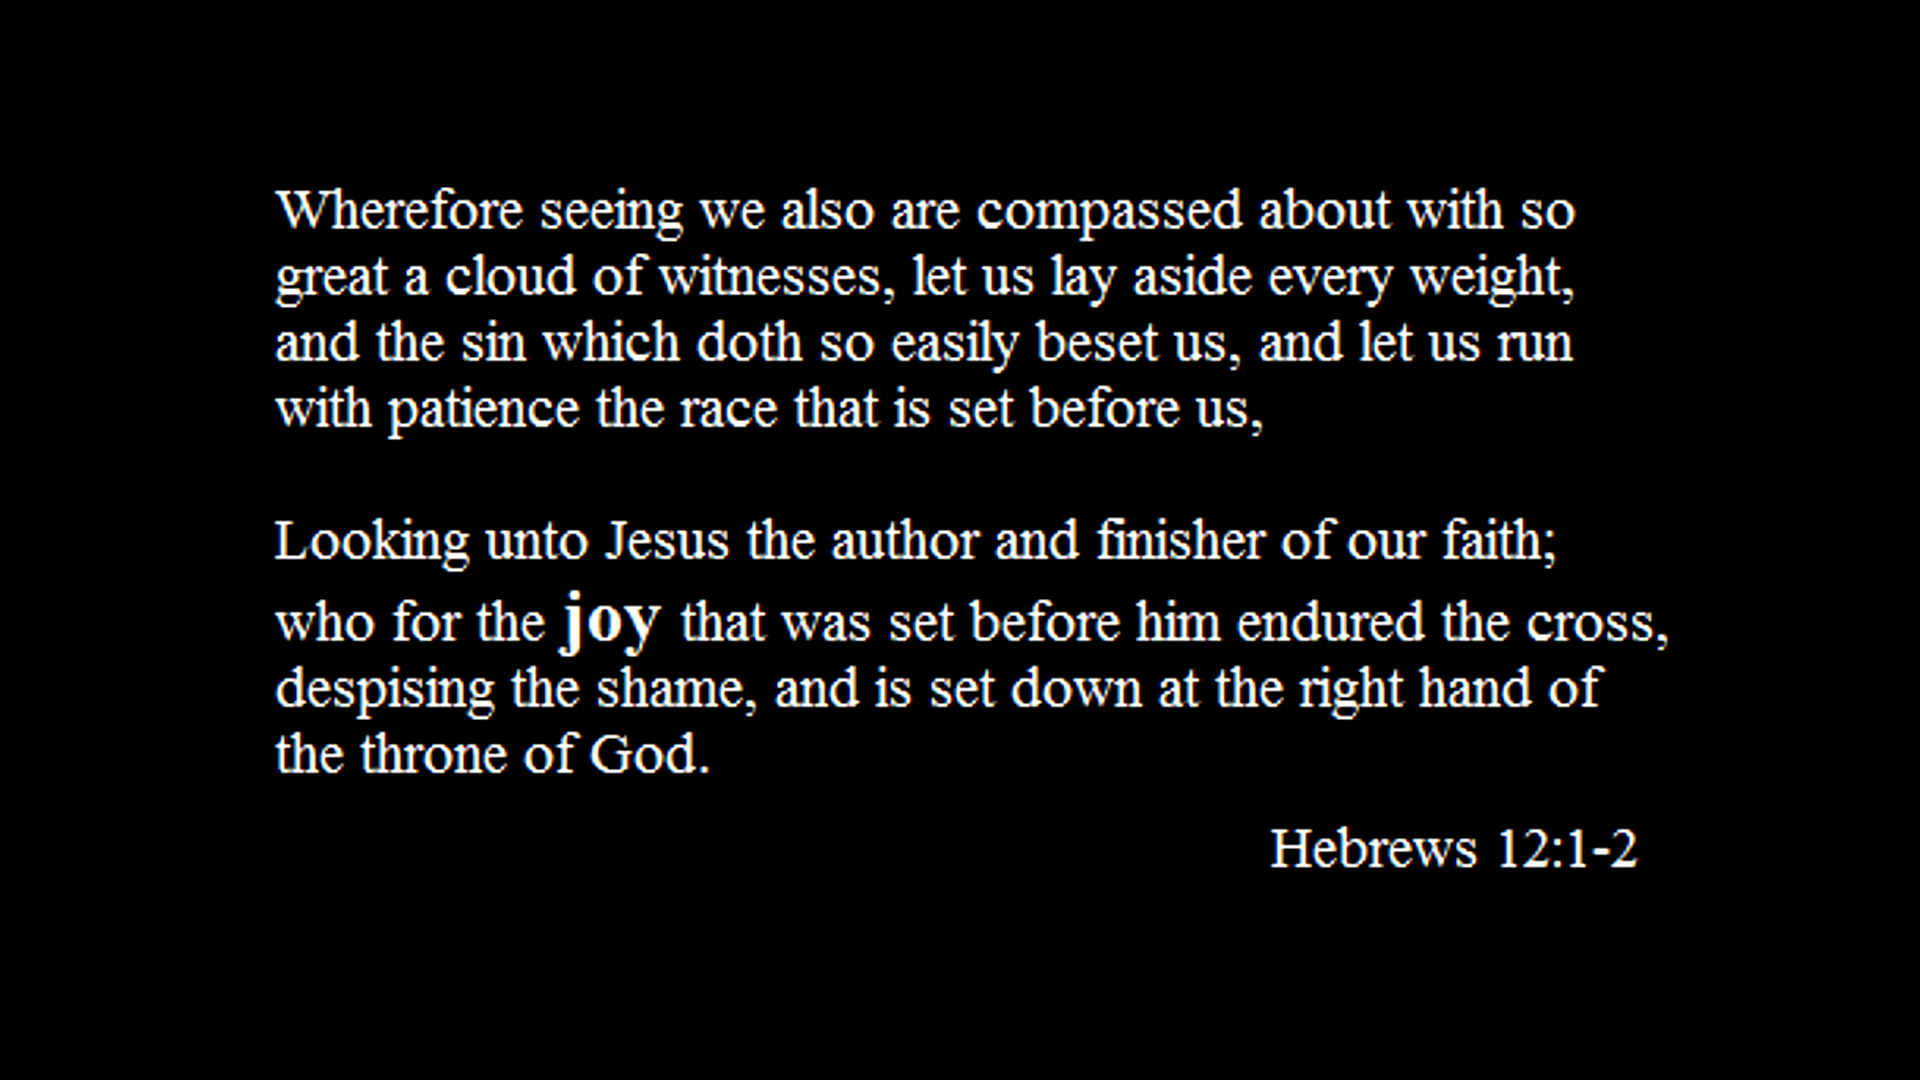 Wherefore seeing we also are compassed about with so
great a cloud of witnesses, let us lay aside every weight,
and the sin which doth so easily beset us, and let us run
with patience the race that is set before us,
Looking unto Jesus the author and finisher of our faith;
who for the joy that was set before him endured the cross,
despising the shame, and is set down at the right hand of
the throne of God.
Hebrews 12:1-2